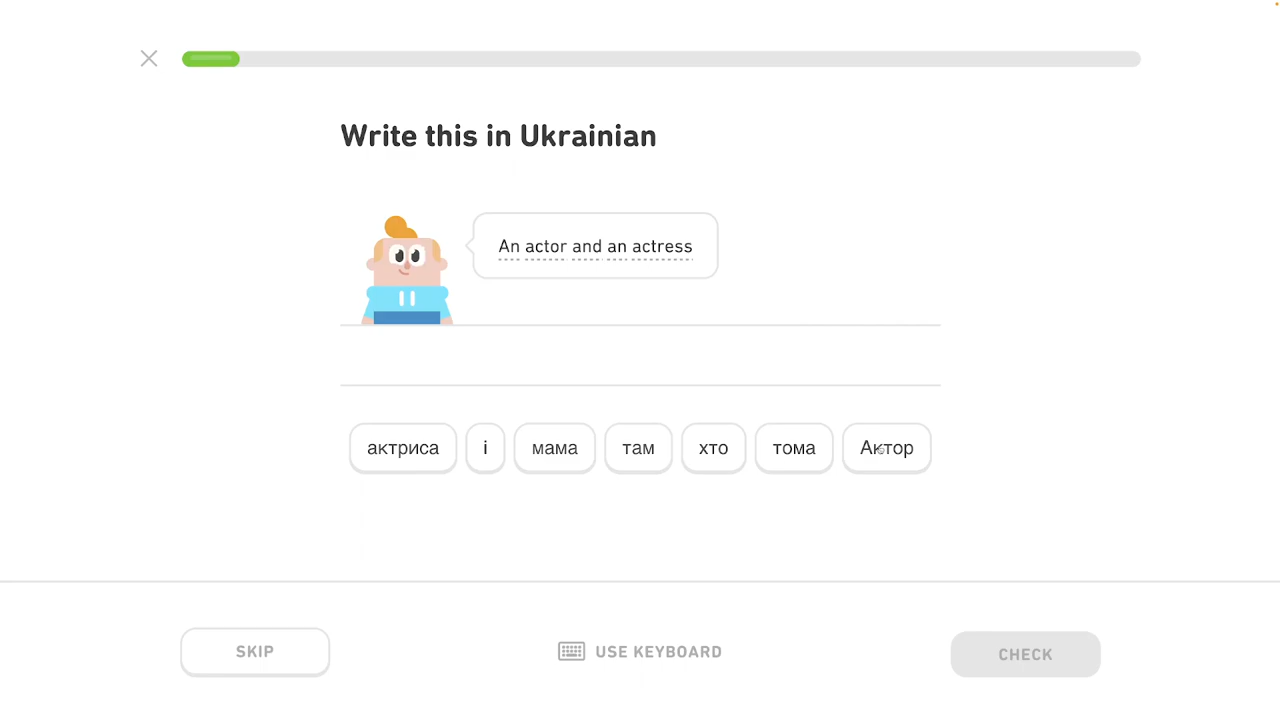 Write this in Ukrainian
An actor and an actress
актриса і мама там хто тома Актор
SKIP USE KEYBOARD CHECK